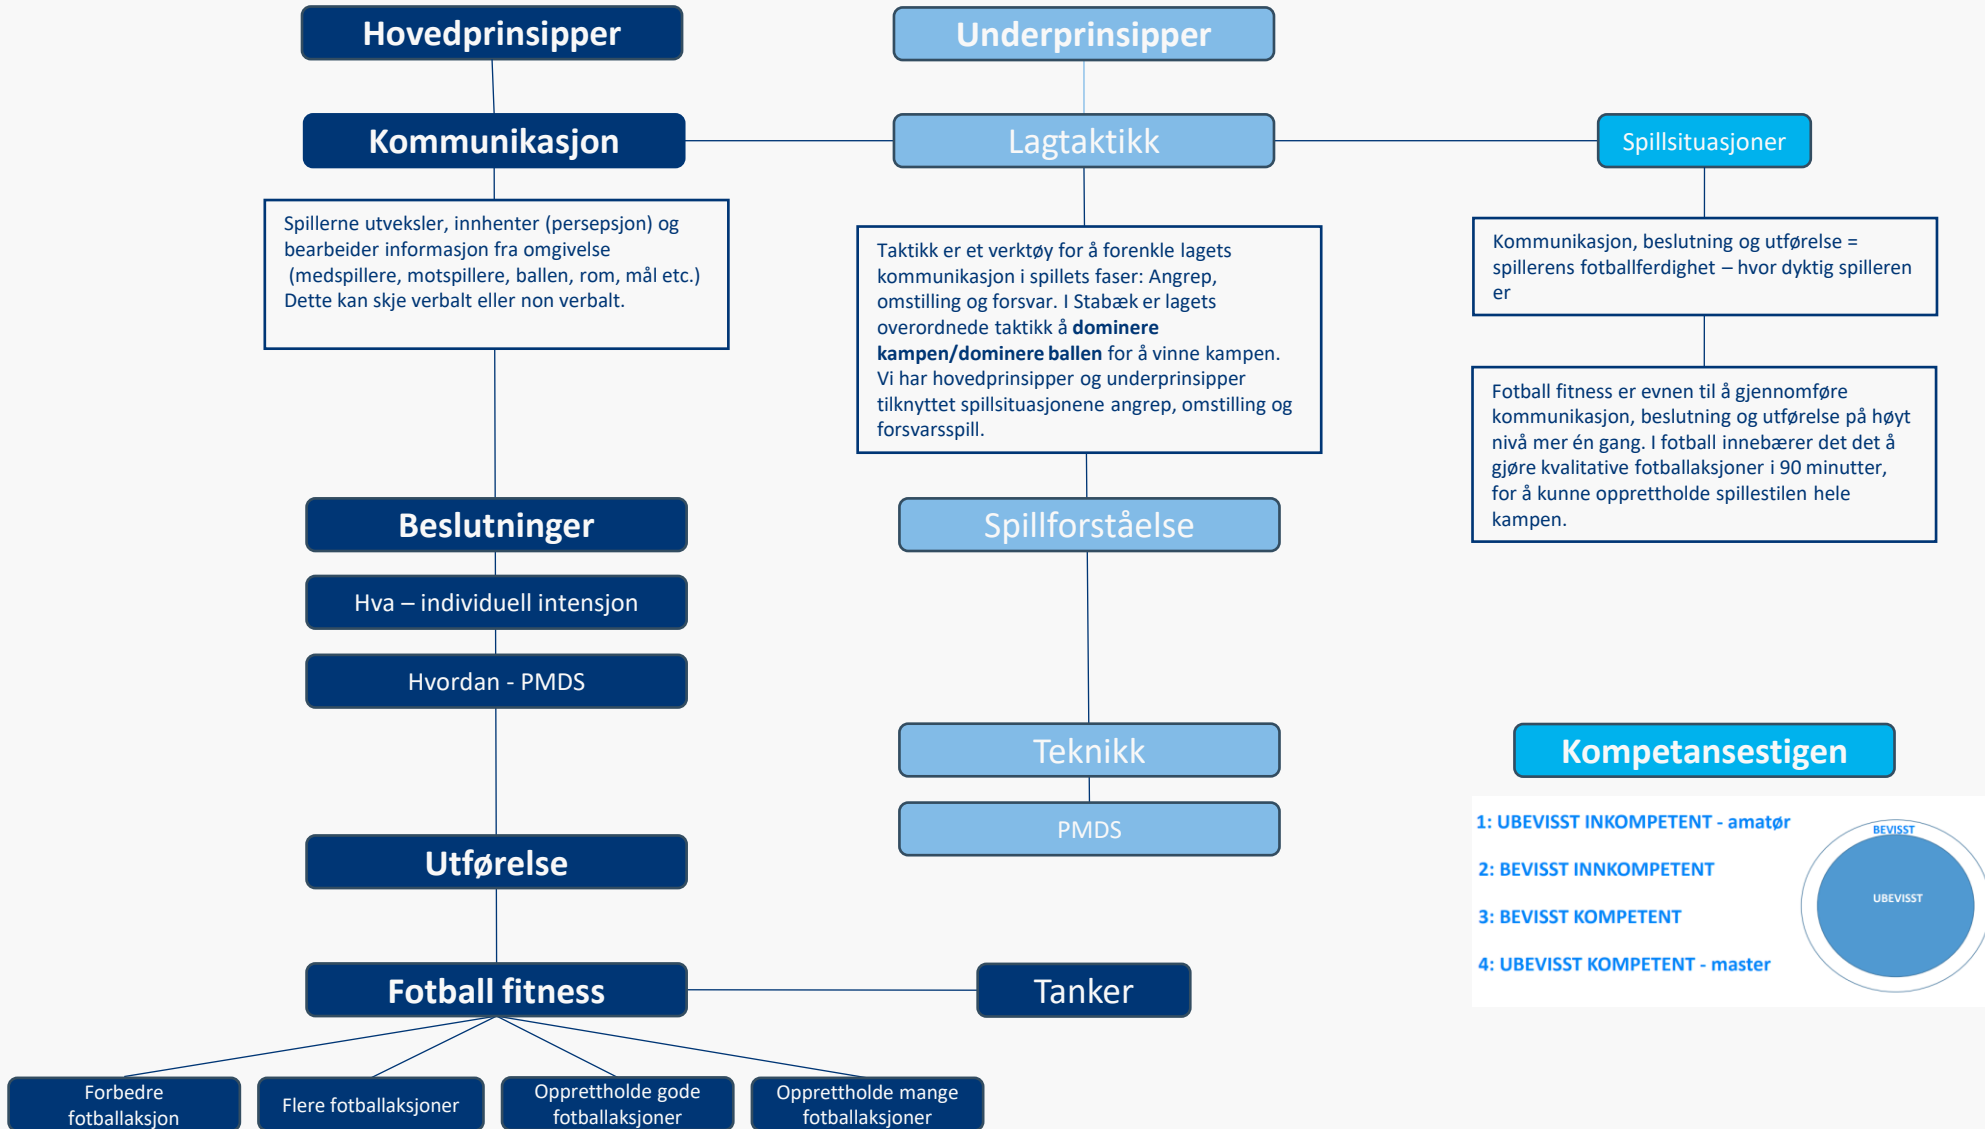 Hovedprinsipper
Underprinsipper
Kommunikasjon
Lagtaktikk
Spillsituasjoner
Spillerne utveksler, innhenter (persepsjon) og
bearbeider informasjon fra omgivelse
(medspillere, motspillere, ballen, rom, mål etc.)
Dette kan skje verbalt eller non verbalt.
Taktikk er et verktøy for å forenkle lagets
kommunikasjon i spillets faser: Angrep,
omstilling og forsvar. I Stabæk er lagets
overordnede taktikk å dominere
kampen/dominere ballen for å vinne kampen.
Vi har hovedprinsipper og underprinsipper
tilknyttet spillsituasjonene angrep, omstilling og
forsvarsspill.
Kommunikasjon, beslutning og utførelse =
spillerens fotballferdighet – hvor dyktig spilleren
er
Fotball fitness er evnen til å gjennomføre
kommunikasjon, beslutning og utførelse på høyt
nivå mer én gang. I fotball innebærer det det å
gjøre kvalitative fotballaksjoner i 90 minutter,
for å kunne opprettholde spillestilen hele
kampen.
Beslutninger
Spillforståelse
Hva – individuell intensjon
Hvordan - PMDS
Teknikk
PMDS
Kompetansestigen
1: UBEVISST INKOMPETENT - amatør
2: BEVISST INNKOMPETENT
3: BEVISST KOMPETENT
4: UBEVISST KOMPETENT - master
BEVISST
UBEVISST
Utførelse
Fotball fitness
Tanker
Forbedre
fotballaksjon
Flere fotballaksjoner
Opprettholde gode
fotballaksjoner
Opprettholde mange
fotballaksjoner